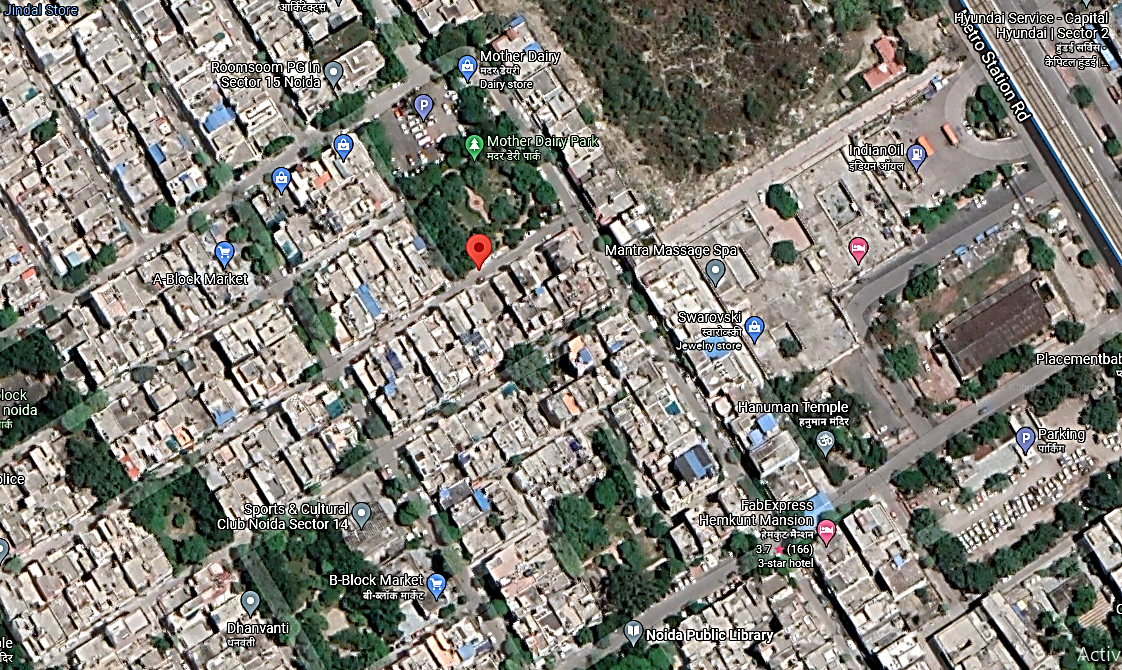 Jindal Store
आर्किटेक्ट्स
Hyundai Service - Capital
Hyundai | Sector 2
हुंडई सर्विस -
कैपिटल हुंडई |...
Metro Station Rd
Mother Dairy
मदर डेयरी
Dairy store
Roomsoom PG In
Sector 15 Noida
P
Mother Dairy Park
मदर डेरी पार्क
IndianOil
इंडियन ऑयल
Mantra Massage Spa
A-Block Market
Swarovski
स्वारोव्स्की
Jewelry store
Placementbab
lock
noida
ार्क
Hanuman Temple
हनुमान मंदिर
P
Parking
पार्किंग
olice
Sports & Cultural
Club Noida Sector 14
FabExpress
Hemkunt Mansion
हेमकुंट मेन्शन
3.7 ★ (166)
3-star hotel
B-Block Market
बी-ब्लॉक मार्केट
Dhanvanti
धनवंती
Noida Public Library
ple
दिर
Activ